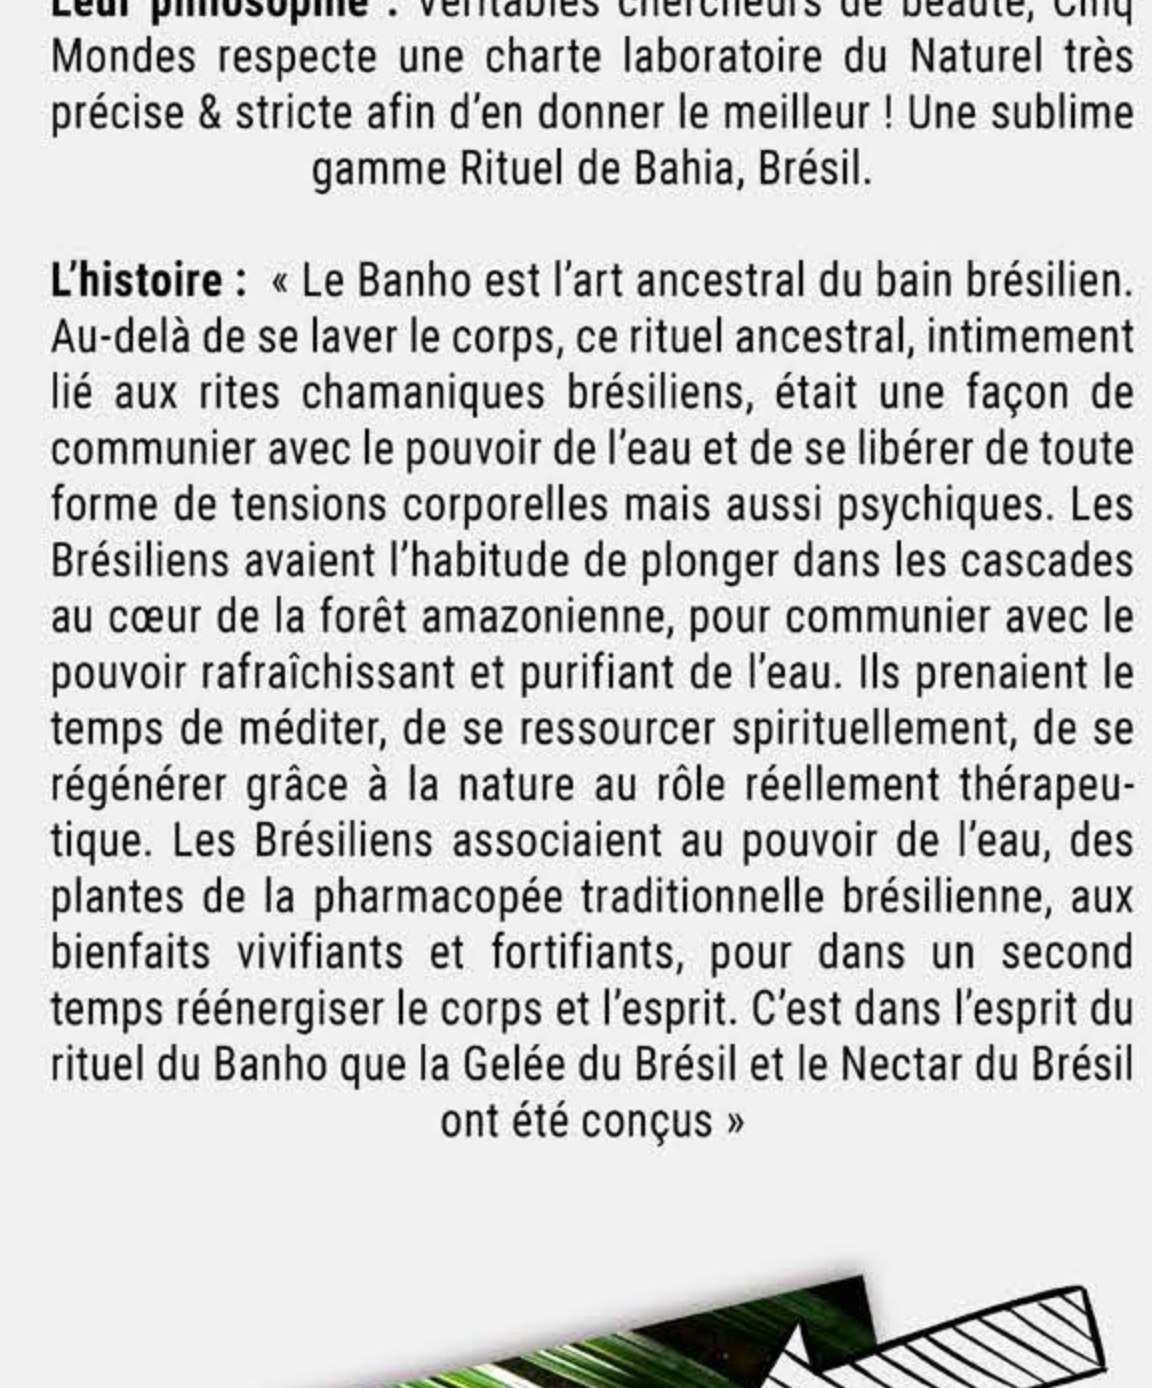 Leur philosophie : Véritables chercheurs de beauté, Cinq
Mondes respecte une charte laboratoire du Naturel très
précise & stricte afin d’en donner le meilleur ! Une sublime
gamme Rituel de Bahia, Brésil.
L’histoire : « Le Banho est l’art ancestral du bain brésilien.
Au-delà de se laver le corps, ce rituel ancestral, intimement
lié aux rites chamaniques brésiliens, était une façon de
communier avec le pouvoir de l’eau et de se libérer de toute
forme de tensions corporelles mais aussi psychiques. Les
Brésiliens avaient l’habitude de plonger dans les cascades
au cœur de la forêt amazonienne, pour communier avec le
pouvoir rafraîchissant et purifiant de l’eau. Ils prenaient le
temps de méditer, de se ressourcer spirituellement, de se
régénérer grâce à la nature au rôle réellement thérapeu-
tique. Les Brésiliens associaient au pouvoir de l’eau, des
plantes de la pharmacopée traditionnelle brésilienne, aux
bienfaits vivifiants et fortifiants, pour dans un second
temps réénergiser le corps et l’esprit. C’est dans l’esprit du
rituel du Banho que la Gelée du Brésil et le Nectar du Brésil
ont été conçus »